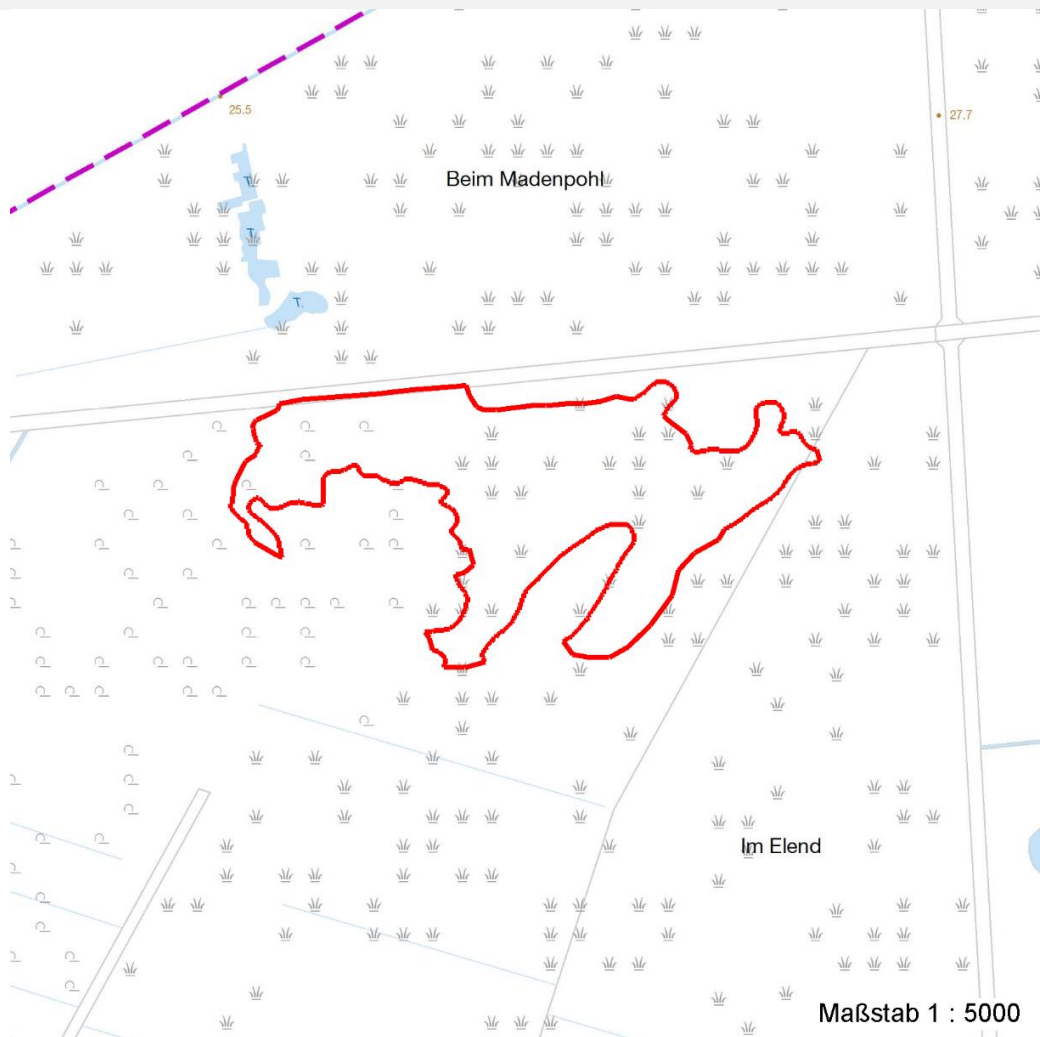 25.5
27.7
Beim Madenpohl
T.
T.
T.
Im Elend
Maßstab 1 : 5000